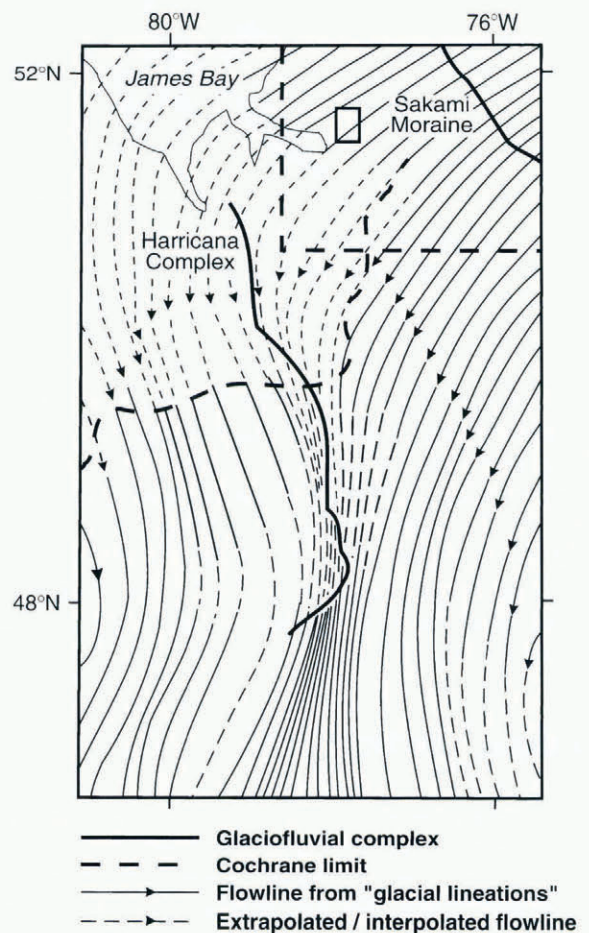 80°W
76°W
52°N
James Bay
Sakami
Moraine
Harricana
Complex
48°N
Glaciofluvial complex
Cochrane limit
Flowline from "glacial lineations"
Extrapolated / interpolated flowline